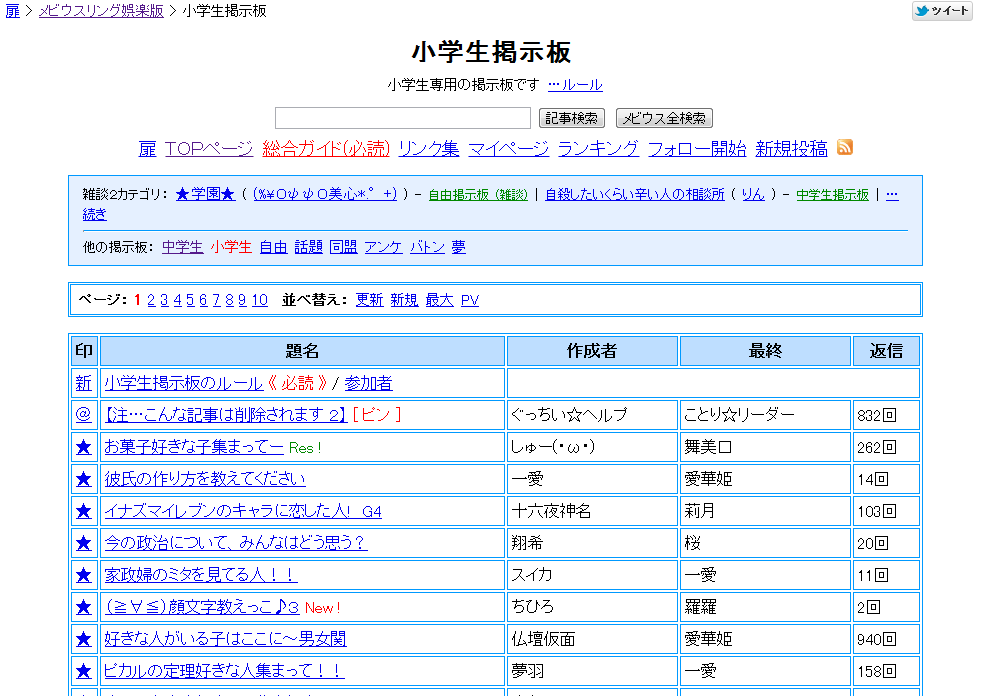 扉 > メビウスリング娯楽版 > 小学生掲示板
ツイート
小学生掲示板
小学生専用の掲示板です …ルール
記事検索 メビウス全検索
扉 TOPページ 総合ガイド(必読) リンク集 マイページ ランキング フォロー開始 新規投稿
雑談2カテゴリ: ★学園★ ( (%¥Oψψ O美心*.゜+) ) - 自由掲示板 (雑談) | 自殺したいくらい辛い人の相談所 ( りん ) - 中学生掲示板 | …
続き
他の掲示板: 中学生 小学生 自由 話題 同盟 アンケ バトン 夢
ページ: 1 2 3 4 5 6 7 8 9 10 並べ替え: 更新 新規 最大 PV
印 題名 作成者 最終 返信
新 小学生掲示板のルール《 必読 》 / 参加者
@ 【注…こんな記事は削除されます 2】 [ ピン ] ぐっちい☆ヘルプ ことり☆リーダー 832回
★ お菓子好きな子集まってー Res! しゅー(・ω・) 舞美口 262回
★ 彼氏の作り方を教えてください 一愛 愛華姫 14回
★ イナズマイレブンのキャラに恋した人! G4 十六夜神名 莉月 103回
★ 今の政治について、みんなはどう思う? 翔希 桜 20回
★ 家政婦のミタを見てる人!! スイカ 一愛 11回
★ (≧∀≦)顔文字教えっこ♪3 New! ちひろ 羅羅 2回
★ 好きな人がいる子はここに～男女関 仏壇仮面 愛華姫 940回
★ ピカルの定理好きな人集まって!! 夢羽 一愛 158回